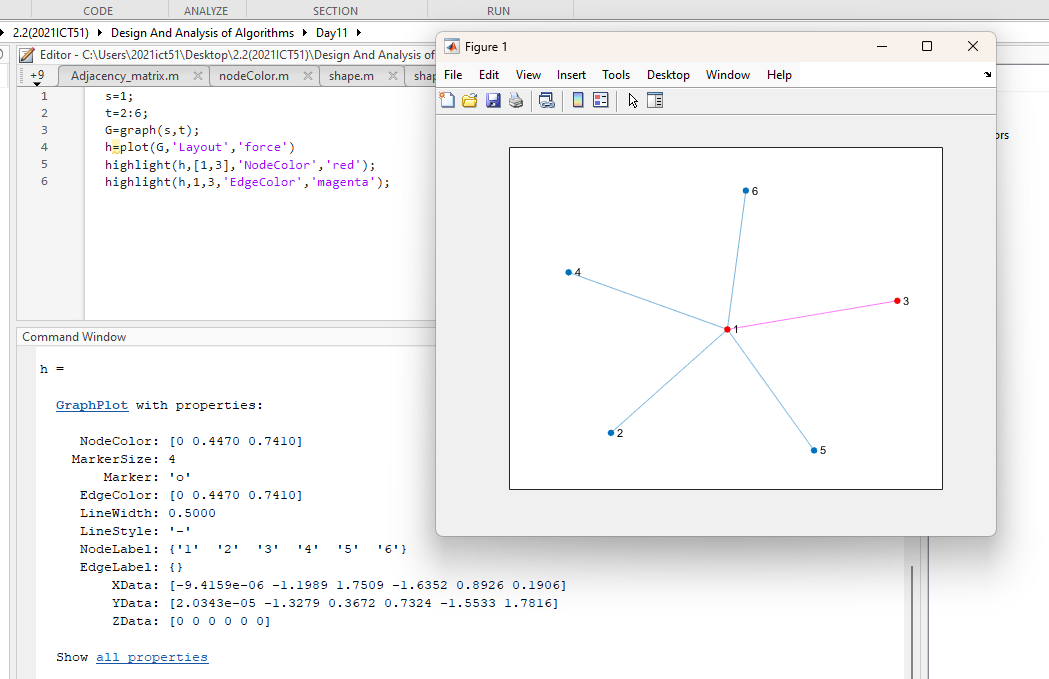 CODE ANALYZE SECTION RUN
2.2(2021ICT51) Design And Analysis of Algorithms Day11
Editor - C:\Users\2021ict51\Desktop\2.2(2021ICT51)\Design And Analysis of
+9 Adjacency_matrix.m nodeColor.m shape.m
1 s=1;
2 t=2:6;
3 G=graph(s,t);
4 h=plot(G,'Layout','force')
5 highlight(h,[1,3],'NodeColor','red');
6 highlight(h,1,3,'EdgeColor','magenta');
Figure 1
File Edit View Insert Tools Desktop Window Help
6
4
3
1
2
5
Command Window
h =
GraphPlot with properties:
NodeColor: [0 0.4470 0.7410]
MarkerSize: 4
Marker: 'o'
EdgeColor: [0 0.4470 0.7410]
LineWidth: 0.5000
LineStyle: '-'
NodeLabel: {'1' '2' '3' '4' '5' '6'}
EdgeLabel: {}
XData: [-9.4159e-06 -1.1989 1.7509 -1.6352 0.8926 0.1906]
YData: [2.0343e-05 -1.3279 0.3672 0.7324 -1.5533 1.7816]
ZData: [0 0 0 0 0 0]
Show all properties